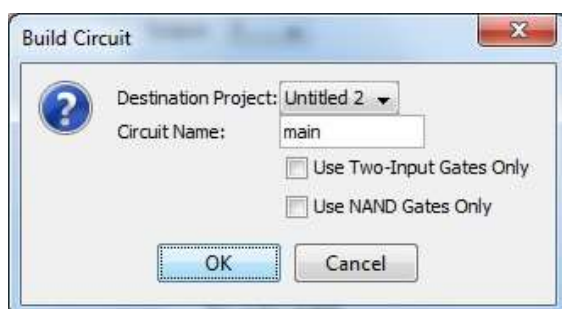 Build Circuit
Destination Project: Untitled 2
Circuit Name: main
Use Two-Input Gates Only
Use NAND Gates Only
OK Cancel